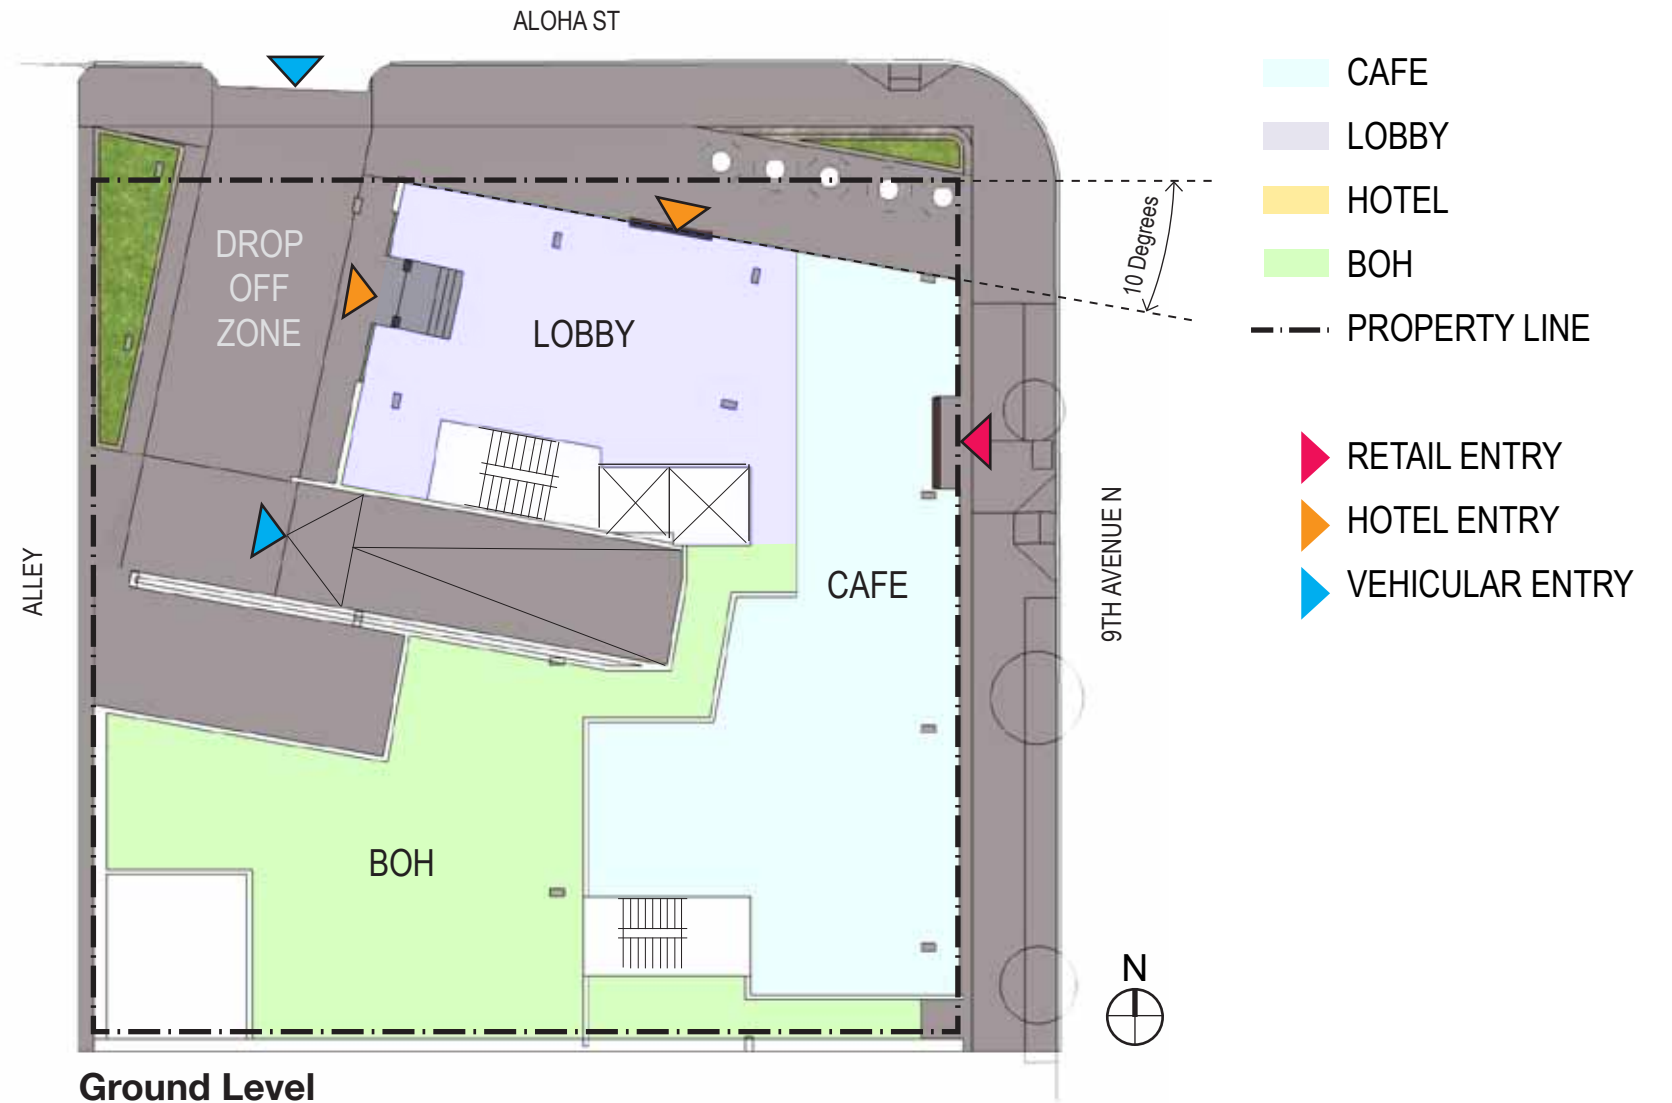 ALOHA ST
CAFE
LOBBY
HOTEL
BOH
PROPERTY LINE
RETAIL ENTRY
HOTEL ENTRY
VEHICULAR ENTRY
10 Degrees
DROP
OFF
ZONE
LOBBY
CAFE
BOH
ALLEY
9TH AVENUE N
N
Ground Level